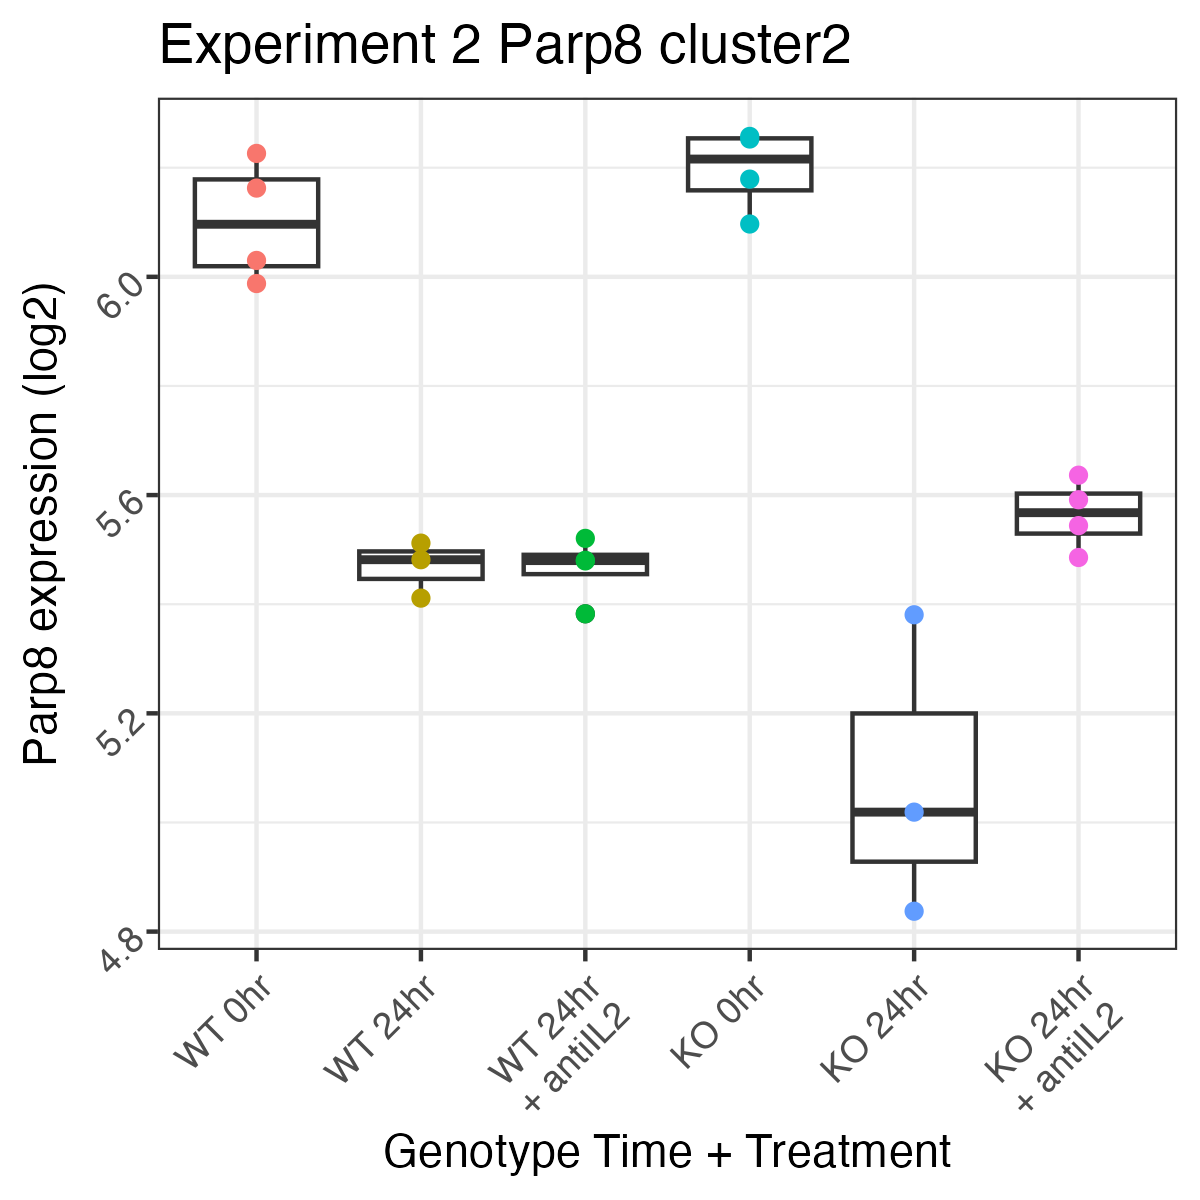 Experiment 2 Parp8 cluster2
Parp8 expression (log2)
6.0
5.6
5.2
4.8
WT 0hr
WT 24hr
WT 24hr
+ antiIL2
KO 0hr
KO 24hr
KO 24hr
+ antiIL2
Genotype Time + Treatment